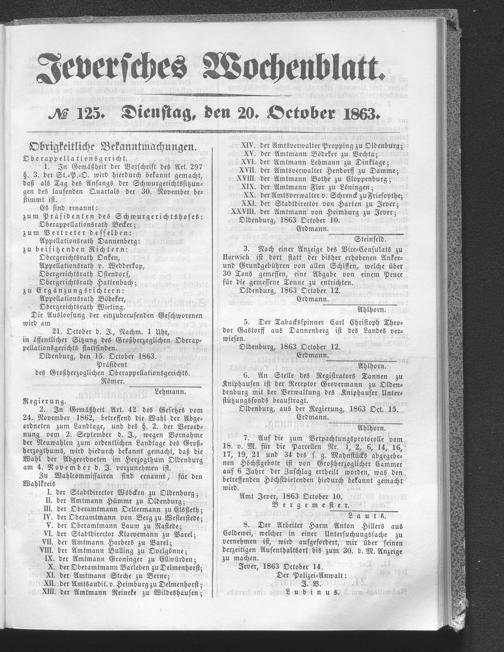 Jeversches Wochenblatt.
№ 125. Dienstag, den 20. October 1863.
Obrigkeitliche Bekanntmachungen.
Oberappellationsgericht.
1. In Gemäßheit der Vorschrift des Art. 297
§. 3. der St.-P.-O. wird hiedurch bekannt gemacht,
daß als Tag des Anfangs der Schwurgerichtssitzun-
gen des laufenden Quartals der 30. November be-
stimmt ist.
Es sind ernannt:
zum Präsidenten des Schwurgerichtshofes:
Oberappellationsrath Becker;
zum Vertreter desselben:
Appellationsrath Dannenberg;
zu beisitzenden Richtern:
Obergerichtsrath Onken,
Appellationsrath v. Wedderkop,
Obergerichtsrath Ostendorf,
Obergerichtsrath Hattenbach;
zu Ergänzungsrichtern:
Appellationsrath Bödeker,
Obergerichtsrath Wieting.
Die Ausloosung der einzuberufenden Geschworenen
wird am
21. October d. J., Nachm. 1 Uhr,
in öffentlicher Sitzung des Großherzoglichen Oberap-
pellationsgerichts stattfinden.
Oldenburg, den 15. October 1863.
Präsident
des Großherzoglichen Oberappellationsgerichts.
Römer.
Lehmann.
Regierung.
2. In Gemäßheit Art. 42 des Gesetzes vom
24. November 1862, betreffend die Wahl der Abge-
ordneten zum Landtage, und des §. 2. der Verord-
nung vom 2. September d. J., wegen Vornahme
der Neuwahlen zum ordentlichen Landtag des Groß-
herzogthums, wird hiedurch bekannt gemacht, daß die
Wahl der Abgeordneten im Herzogthum Oldenburg
am 4. November d. J. vorzunehmen ist.
Zu Wahlcommissairen sind ernannt, für den
Wahlkreis
I. der Stadtdirector Wöbcken zu Oldenburg;
II. der Amtmann Hümme zu Oldenburg;
III. der Oberamtmann Oeltermann zu Elsfleth;
IV. der Oberamtmann von Berg zu Westerstede;
V. der Oberamtmann Lauw zu Rastede;
VI. der Stadtdirector Klävemann zu Varel;
VII. der Amtmann Harbers zu Varel;
VIII. der Amtmann Bulling zu Ovelgönne;
IX. der Amtmann Groninger zu Ellwürden;
X. der Oberamtmann Barleben zu Delmenhorst;
XI. der Amtmann Steche zu Berne;
XII. der Amtsaudit. v. Heimburg zu Delmenhorst;
XIII. der Amtmann Reineke zu Wildeshausen;
XIV. der Amtsverwalter Propping zu Oldenburg;
XV. der Amtmann Bödeker zu Vechta;
XVI. der Amtmann Lehmann zu Dinklage;
XVII. der Amtsverwalter Hendorf zu Damme;
XVIII. der Amtmann Bothe zu Cloppenburg;
XIX. der Amtmann Flor zu Löningen;
XX. der Amtsverwalter v. Schrenck zu Friesoythe;
XXI. der Stadtdirector von Harten zu Jever;
XXVIII. der Amtmann von Heimburg zu Jever;
Oldenburg, 1863 October 10.
Erdmann.
Steinfeld.
3. Nach einer Anzeige des Vice-Consulats zu
Harwich ist dort statt der bisher erhobenen Anker-
und Grundgebühren von allen Schiffen, welche über
30 Tons gemessen, eine Abgabe von einem Pence
für die gemessene Tonne zu entrichten.
Oldenburg, 1863 October 12.
Erdmann.
Ahlhorn.
5. Der Tabackspinner Carl Christoph Theo-
dor Gastorff aus Dannenberg ist des Landes ver-
wiesen.
Oldenburg, 1863 October 12.
Erdmann.
Ahlhorn.
6. An Stelle des Registrators Tannen zu
Kniphausen ist der Receptor Grovermann zu Olden-
burg mit der Verwaltung des Kniphauser Unter-
stützungsfonds beauftragt.
Oldenburg, aus der Regierung, 1863 Oct. 15.
Erdmann.
Ahlhorn.
7. Auf die zum Verpachtungsprotocolle vom
18. v. M. für die Parzellen Nr. 1, 2, 6, 14, 16,
17, 19, 21 und 34 des s. g. Mahnstücks abgegebe-
nen Höchstgebote ist von Großherzoglicher Cammer
auf 6 Jahre der Zuschlag ertheilt worden, was den
betreffenden Höchstbietenden hiedurch bekannt gemacht
wird.
Amt Jever, 1863 October 10.
Bergemeister.
Lauts.
8. Der Arbeiter Harm Anton Hillers aus
Goldewei, welcher in einer Untersuchungssache zu
vernehmen ist, wird aufgefordert, mir über seinen
derzeitigen Aufenthaltsort bis zum 30. d. M. Anzeige
zu machen.
Jever, 1863 October 14.
Der Polizei-Anwalt:
J. B.
Lubinus.